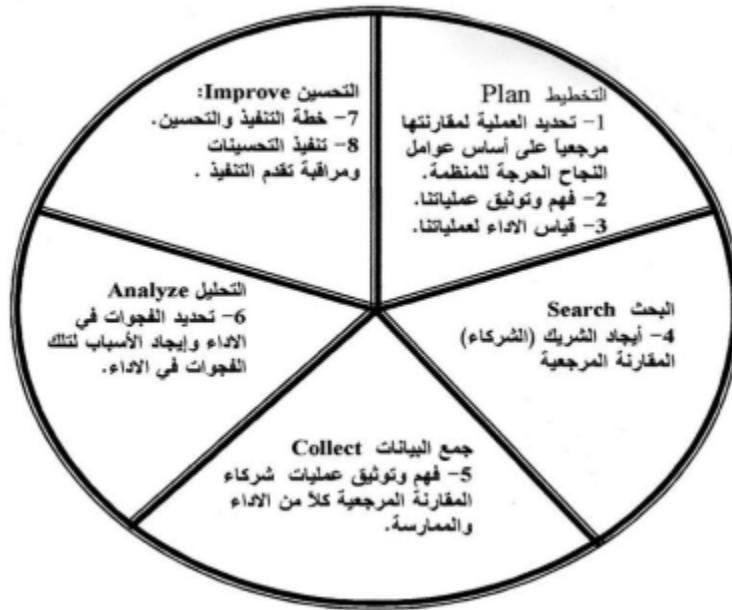 التخطيط Plan
1- تحديد العملية لمقارنتها
مرجعياً على أساس عوامل
النجاح الحرجة للمنظمة.
2- فهم وتوثيق عملياتنا.
3- قياس الاداء لعملياتنا.
البحث Search
4- أيجاد الشريك (الشركاء)
المقارنة المرجعية
جمع البيانات Collect
5- فهم وتوثيق عمليات شركاء
المقارنة المرجعية كلاً من الاداء
والممارسة.
التحليل Analyze
6- تحديد الفجوات في
الاداء وإيجاد الأسباب لتلك
الفجوات في الاداء.
التحسين Improve:
7- خطة التنفيذ والتحسين.
8- تنفيذ التحسينات
ومراقبة تقدم التنفيذ .